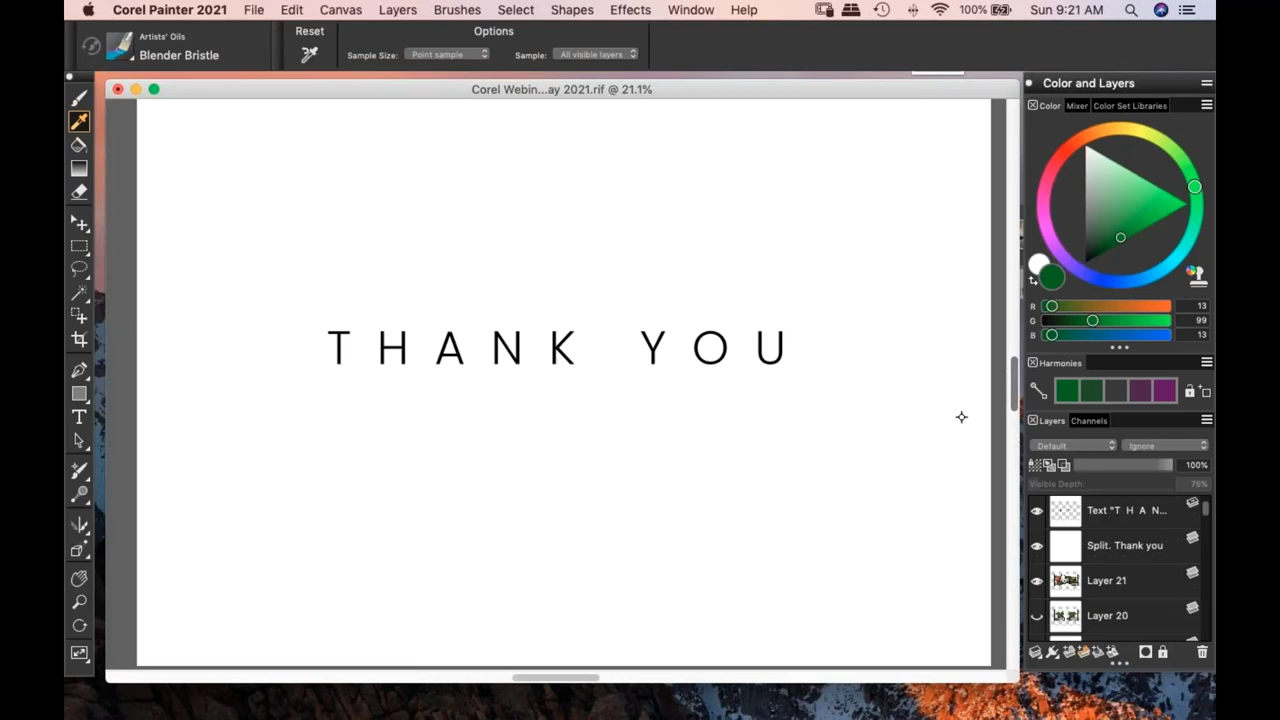 Corel Painter 2021 File Edit Canvas Layers Brushes Select Shapes Effects Window Help 100% Sun 9:21 AM
Artists' Oils
Blender Bristle
Reset
Options
Sample Size: Point sample Sample: All visible layers
Corel Webin...ay 2021.rif @ 21.1%
THANK YOU
Color and Layers
Color Mixer Color Set Libraries
R 13
G 99
B 13
Harmonies
Layers Channels
Default Ignore
100%
Visible Depth: 75%
Text "T H A N...
Split. Thank you
Layer 21
Layer 20
T